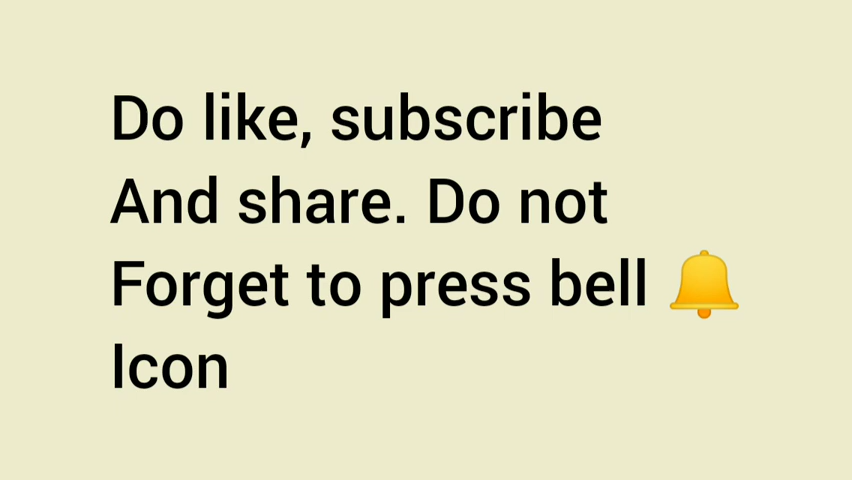 Do like, subscribe
And share. Do not
Forget to press bell 🔔
Icon